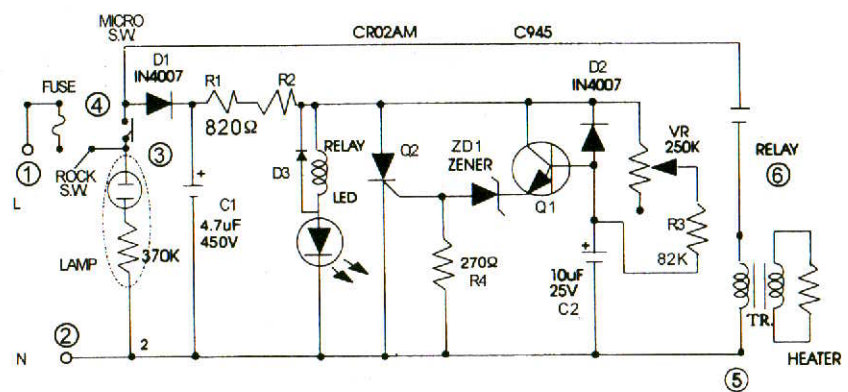 MICRO
S.W.
CR02AM
C945
D1
IN4007
D2
IN4007
FUSE
4
R1
R2
820Ω
VR
250K
1
L
ROCK
S.W.
3
RELAY
D3
Q2
ZD1
ZENER
Q1
RELAY
6
LED
+
C1
4.7uF
450V
R3
82K
LAMP
370K
270Ω
R4
+
10uF
25V
C2
TR.
HEATER
N
2
2
5